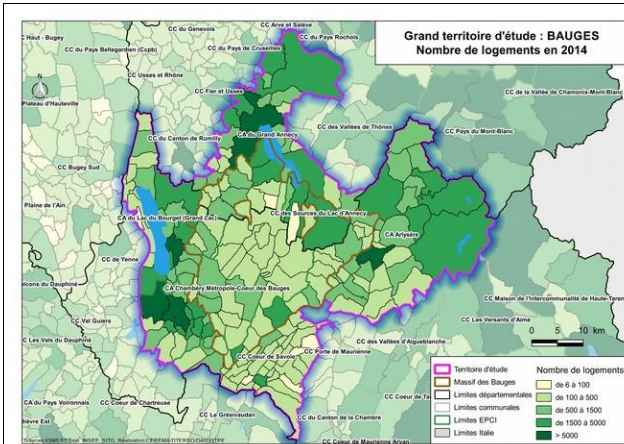 CC Arve et Salève
CC du Genevois
CC Haut - Bugey
CC du Pays Rochois
CC du Pays Bellegardien (Ccpb)
CC du Pays de Cruseilles
Grand territoire d'étude : BAUGES
Nombre de logements en 2014
CC Usses et Rhône
CC Fier et Usses
CC de la Vallée de Chamonix-Mont-Blanc
Plateau d'Hauteville
CA du Grand Annecy
CC des Vallées de Thônes
CC Pays du Mont-Blanc
CC du Canton de Rumilly
CC Bugey Sud
Plaine de l'Ain
CC des Sources du Lac d'Annecy
CA du Lac du Bourget (Grand Lac)
CA Arlysère
CC de Yenne
CA Chambéry Métropole-Coeur des Bauges
CC Maison de l'Intercommunalité de Haute-Taren
CC Val Guiers
CC Les Versants d'Aime
CC Les Vals du Dauphiné
CC des Vallées d'Aigueblanche
CC Porte de Maurienne
CC Coeur de Savoie
0 5 10 km
CA du Pays Voironnais
CC Coeur de Chartreuse
CC Coeur de Tar
CC Le Grésivaudan
CC du Canton de la Chambre
CC Coeur de Maurienne Arvan
Bièvre Est
N
Territoire d'étude
Massif des Bauges
Limites départementales
Limites communales
Limites EPCI
Italie
Nombre de logements
de 6 à 100
de 100 à 500
de 500 à 1500
de 1500 à 5000
> 5000